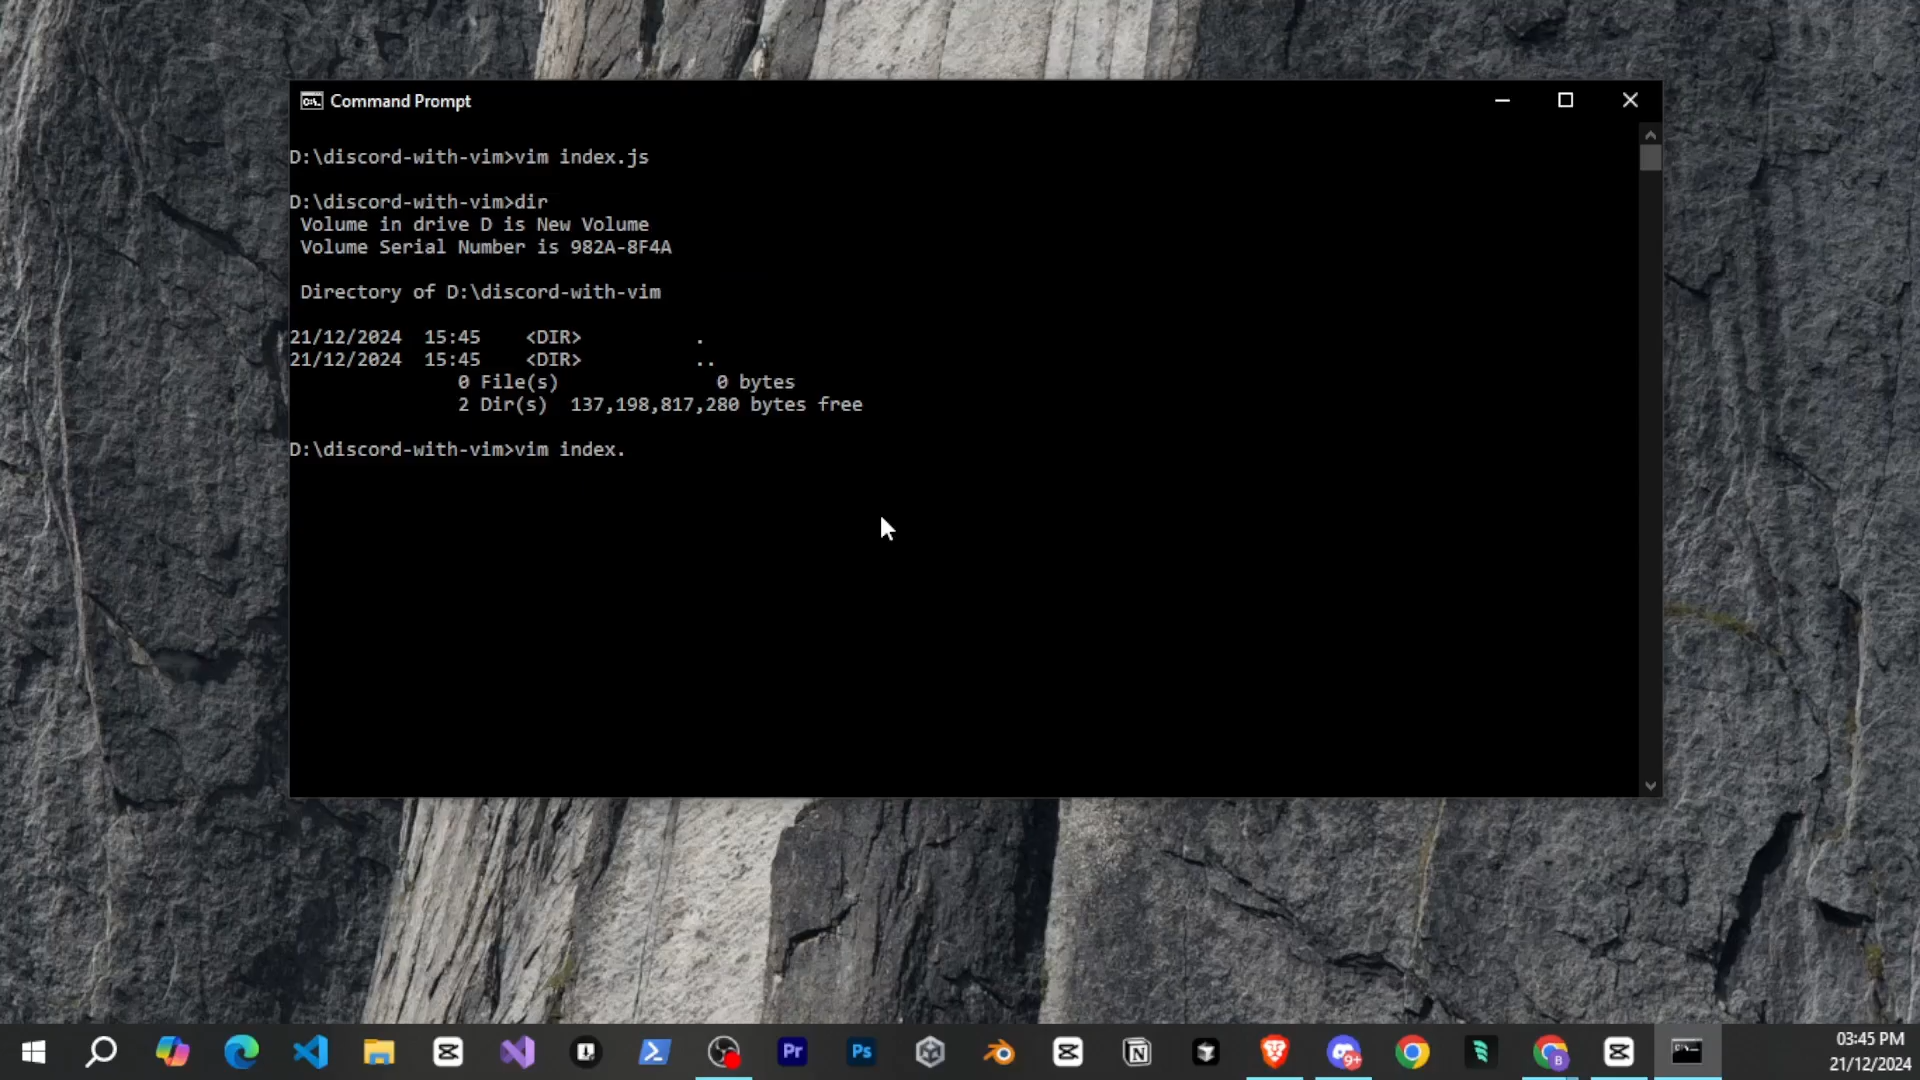 Command Prompt
D:\discord-with-vim>vim index.js
D:\discord-with-vim>dir
Volume in drive D is New Volume
Volume Serial Number is 982A-8F4A
Directory of D:\discord-with-vim
21/12/2024  15:45    <DIR>          .
21/12/2024  15:45    <DIR>          ..
0 File(s)              0 bytes
2 Dir(s)  137,198,817,280 bytes free
D:\discord-with-vim>vim index.
Pr
Ps
9+
B
03:45 PM
21/12/2024